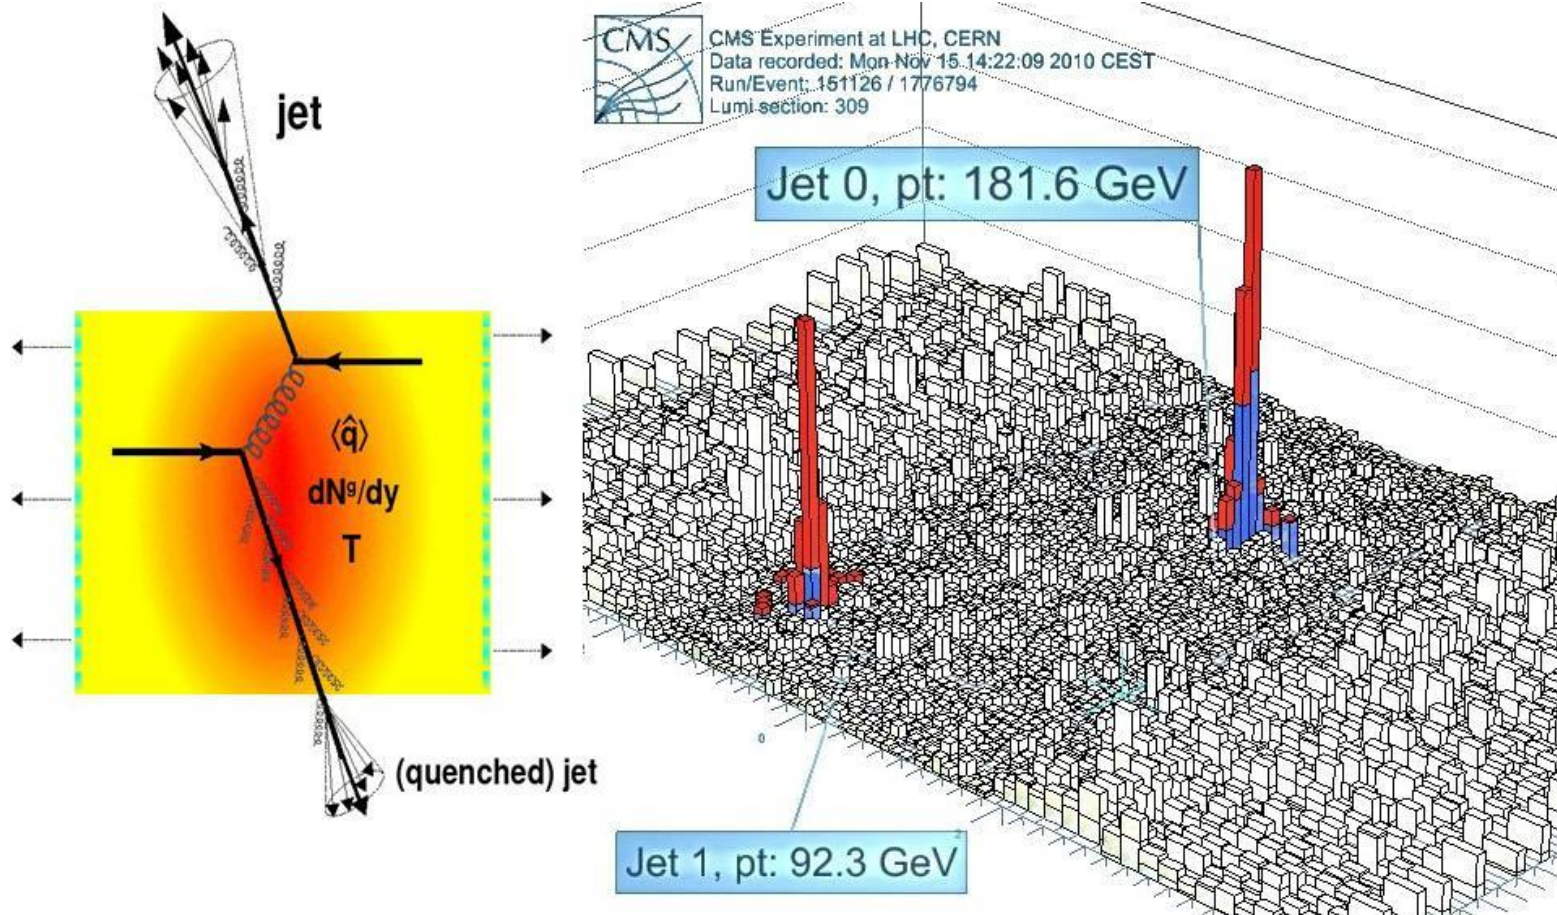 jet
⟨q̂⟩
dNᵍ/dy
T
(quenched) jet
CMS
CMS Experiment at LHC, CERN
Data recorded: Mon Nov 15 14:22:09 2010 CEST
Run/Event: 151126 / 1776794
Lumi section: 309
Jet 0, pt: 181.6 GeV
0
2
Jet 1, pt: 92.3 GeV